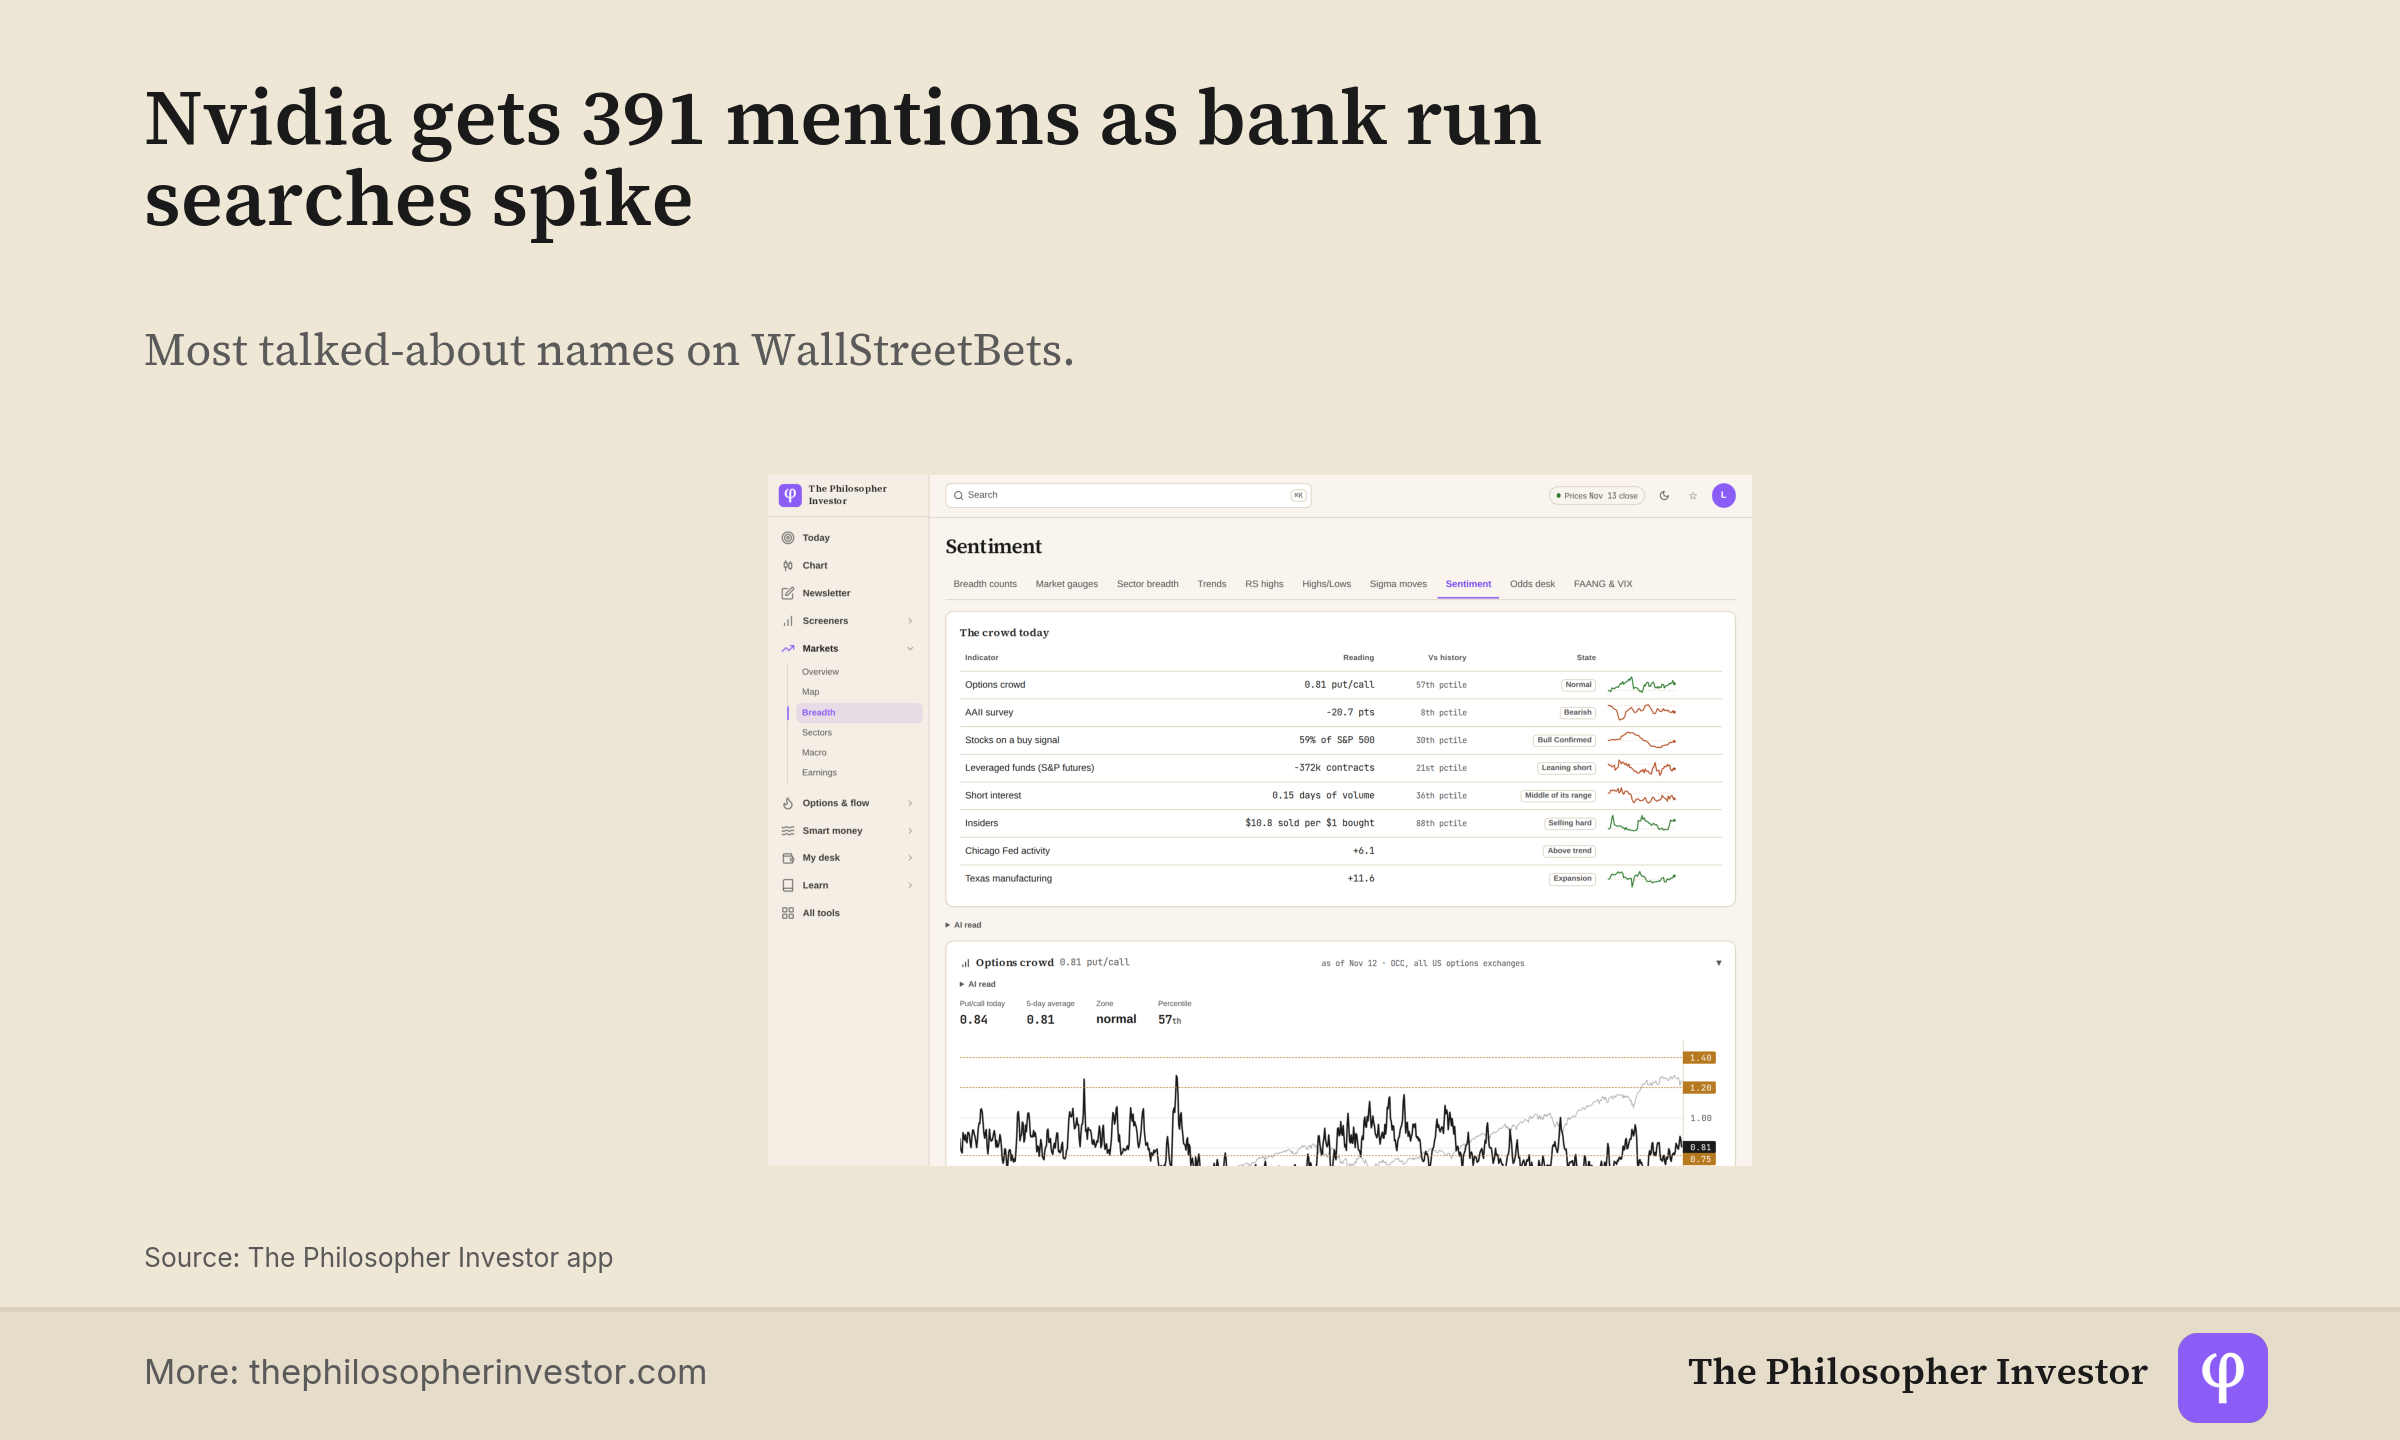 Nvidia gets 391 mentions as bank run
searches spike
Most talked-about names on WallStreetBets.
The Philosopher
Investor
Search
⌘K
Prices Nov 13 close
L
Today
Chart
Newsletter
Screeners
Markets
Overview
Map
Breadth
Sectors
Macro
Earnings
Options & flow
Smart money
My desk
Learn
All tools
Sentiment
Breadth counts Market gauges Sector breadth Trends RS highs Highs/Lows Sigma moves Sentiment Odds desk FAANG & VIX
The crowd today
Indicator Reading Vs history State
Options crowd 0.81 put/call 57th pctile Normal
AAII survey -20.7 pts 8th pctile Bearish
Stocks on a buy signal 59% of S&P 500 30th pctile Bull Confirmed
Leveraged funds (S&P futures) -372k contracts 21st pctile Leaning short
Short interest 0.15 days of volume 36th pctile Middle of its range
Insiders $10.8 sold per $1 bought 88th pctile Selling hard
Chicago Fed activity +6.1 Above trend
Texas manufacturing +11.6 Expansion
AI read
Options crowd 0.81 put/call as of Nov 12 · OCC, all US options exchanges
AI read
Put/call today 5-day average Zone Percentile
0.84 0.81 normal 57th
1.40
1.20
1.00
0.81
0.75
Source: The Philosopher Investor app
More: thephilosopherinvestor.com
The Philosopher Investor
φ